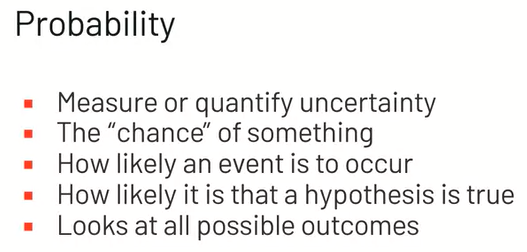 Probability
▪ Measure or quantify uncertainty
▪ The “chance” of something
▪ How likely an event is to occur
▪ How likely it is that a hypothesis is true
▪ Looks at all possible outcomes